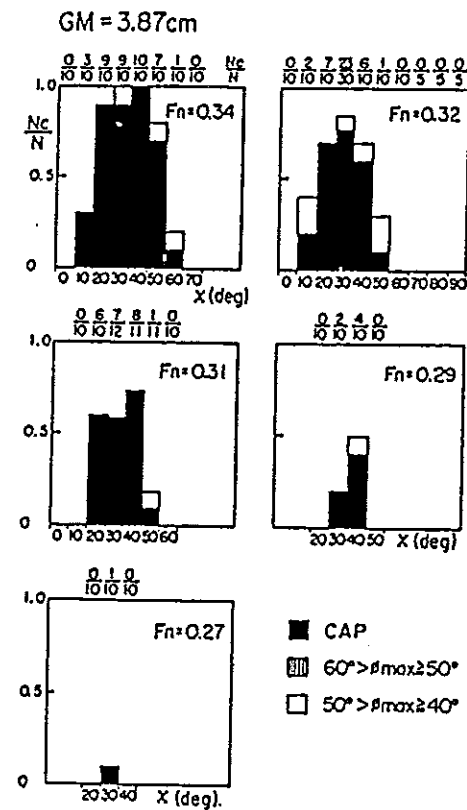 GM = 3.87cm
0/10 3/10 9/10 9/10 10/10 7/10 1/10 0/10 Nc/N
0/10 2/10 7/10 23/30 6/10 1/10 0/10 0/5 0/5 0/5
1.0
Nc/N
0.5
0
Fn=0.34
0 10 20 30 40 50 60 70
X (deg)
Fn=0.32
0 10 20 30 40 50 60 70 80 90
0/10 6/10 7/12 8/11 1/11 0/10
1.0
0.5
0
Fn=0.31
0 10 20 30 40 50 60
0/10 2/10 4/10 0/10
Fn=0.29
20 30 40 50 X (deg)
0/10 1/10 0/10
1.0
0.5
0
Fn=0.27
20 30 40 X (deg).
CAP
60°>ømax≥50°
50°>ømax≥40°